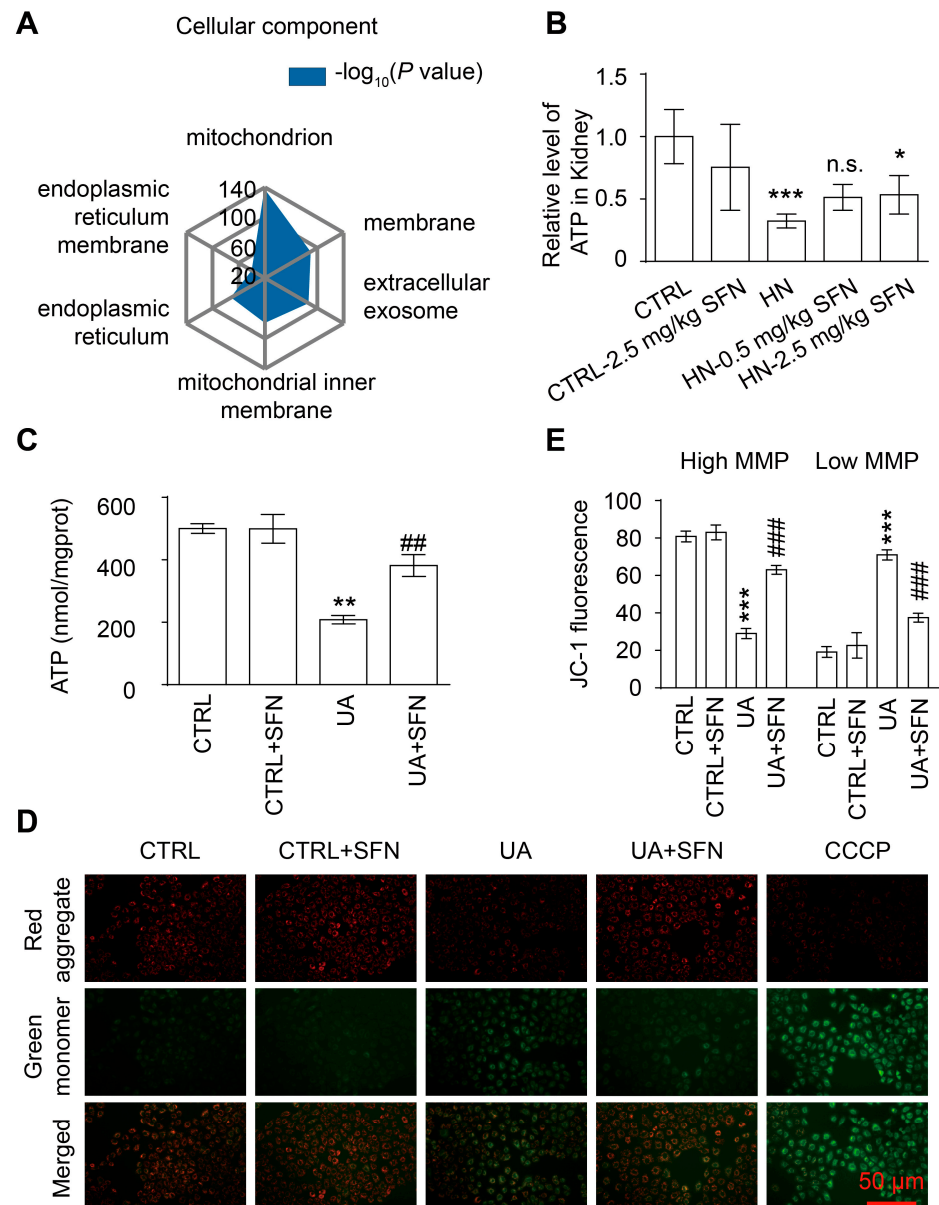 A
Cellular component
-log10(P value)
mitochondrion
endoplasmic
reticulum
membrane
140
100
60
20
membrane
extracellular
exosome
endoplasmic
reticulum
mitochondrial inner
membrane
B
Relative level of
ATP in Kidney
1.5
1.0
0.5
0
***
n.s.
*
CTRL
CTRL-2.5 mg/kg SFN
HN
HN-0.5 mg/kg SFN
HN-2.5 mg/kg SFN
C
ATP (nmol/mgprot)
600
400
200
0
**
##
CTRL
CTRL+SFN
UA
UA+SFN
E
High MMP
Low MMP
JC-1 fluorescence
100
80
60
40
20
0
***
###
***
###
CTRL
CTRL+SFN
UA
UA+SFN
CTRL
CTRL+SFN
UA
UA+SFN
D
CTRL
CTRL+SFN
UA
UA+SFN
CCCP
Red
aggregate
Green
monomer
Merged
50 μm